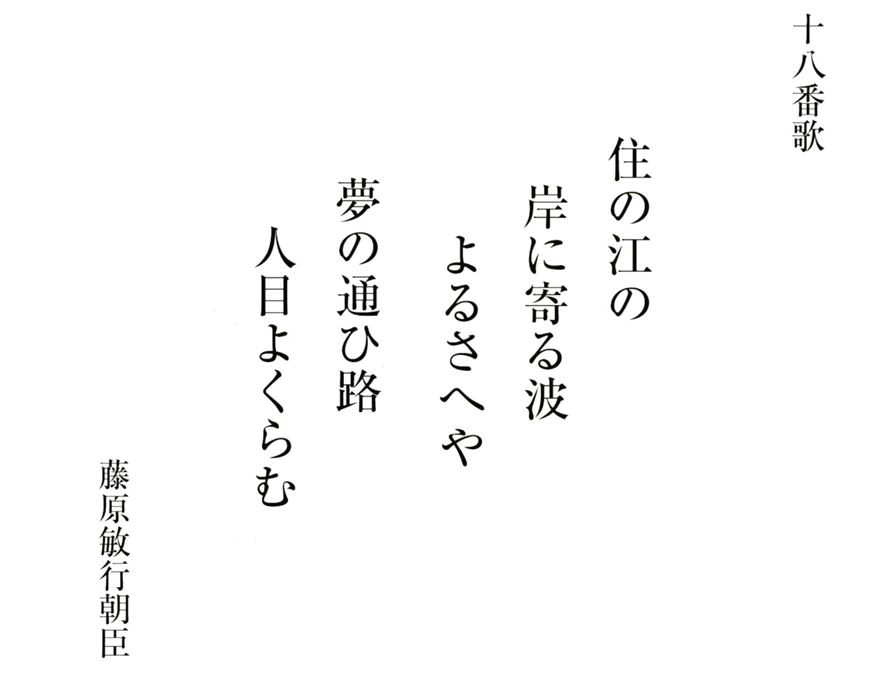 十八番歌
住の江の
岸に寄る波
よるさへや
夢の通ひ路
人目よくらむ
藤原敏行朝臣